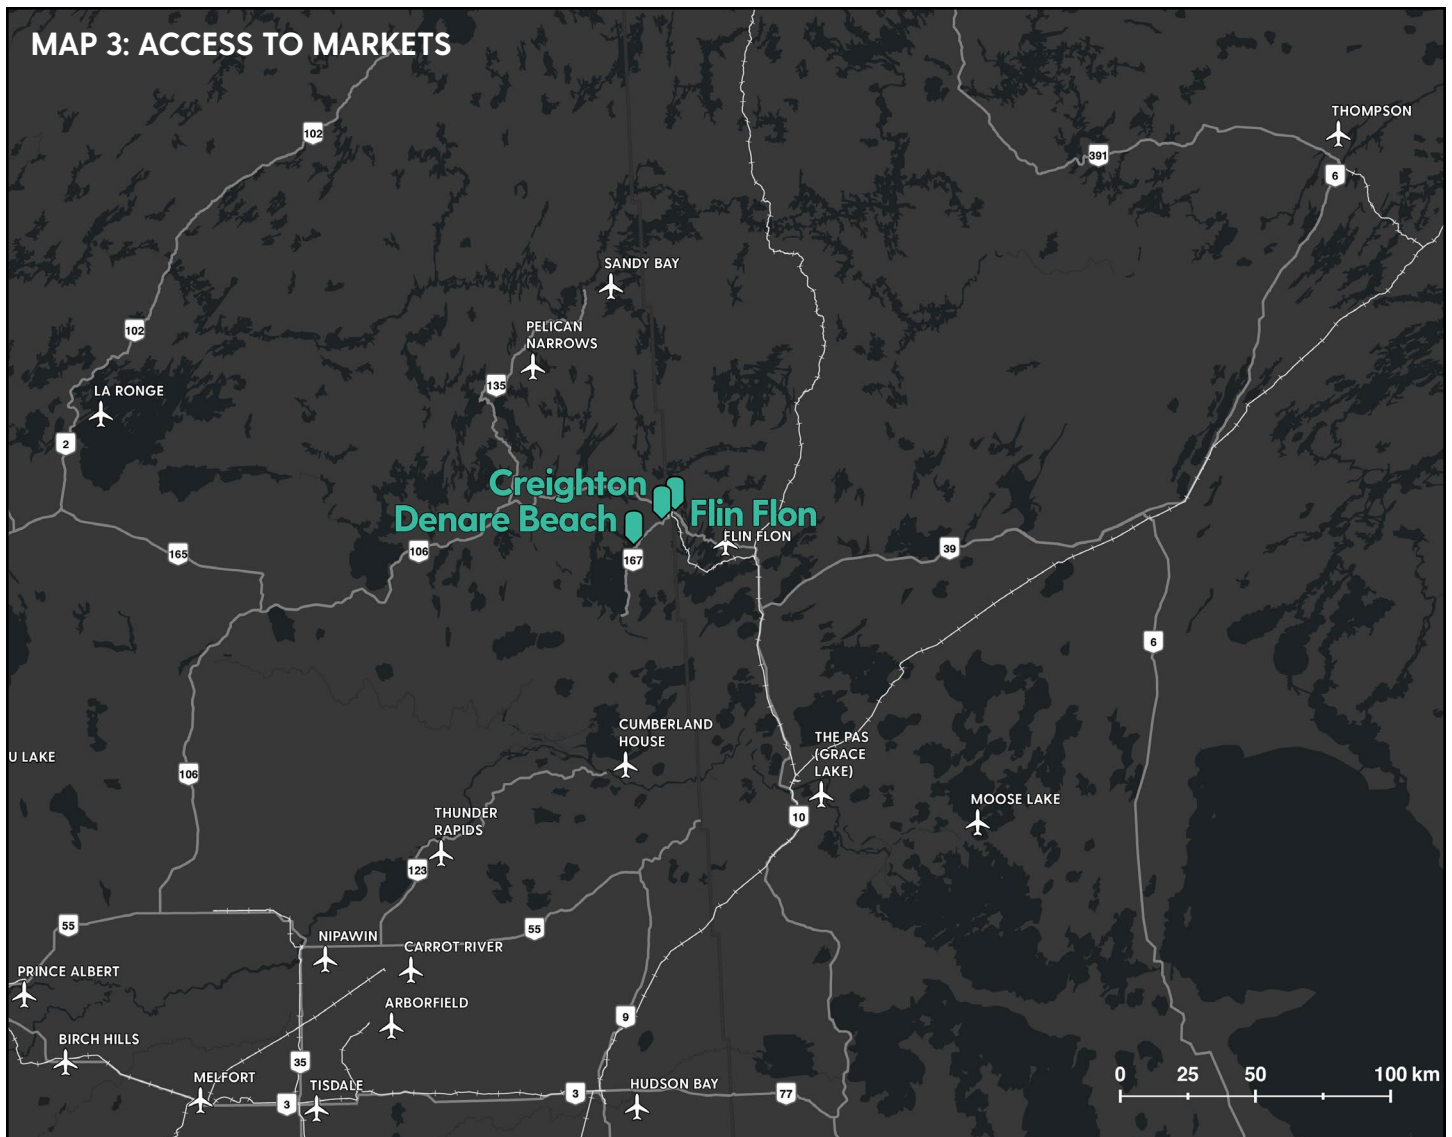 MAP 3: ACCESS TO MARKETS
THOMPSON
102
391
6
SANDY BAY
PELICAN
NARROWS
102
135
LA RONGE
2
Creighton
Denare Beach
Flin Flon
FLIN FLON
165
106
167
39
6
CUMBERLAND
HOUSE
THE PAS
(GRACE
LAKE)
U LAKE
106
MOOSE LAKE
10
THUNDER
RAPIDS
123
55
55
NIPAWIN
CARROT RIVER
PRINCE ALBERT
ARBORFIELD
9
BIRCH HILLS
35
MELFORT
TISDALE
3
3
HUDSON BAY
77
0 25 50 100 km